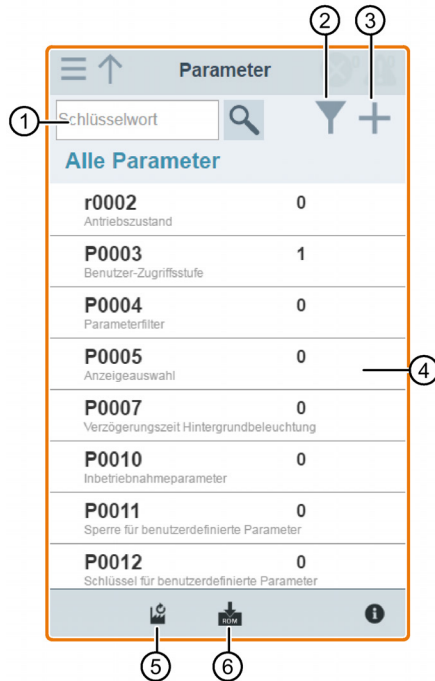 ② ③
Parameter
① Schlüsselwort
Alle Parameter
r0002 0
Antriebszustand
P0003 1
Benutzer-Zugriffsstufe
P0004 0
Parameterfilter
P0005 0
Anzeigeauswahl
④
P0007 0
Verzögerungszeit Hintergrundbeleuchtung
P0010 0
Inbetriebnahmeparameter
P0011 0
Sperre für benutzerdefinierte Parameter
P0012 0
Schlüssel für benutzerdefinierte Parameter
ROM
⑤ ⑥